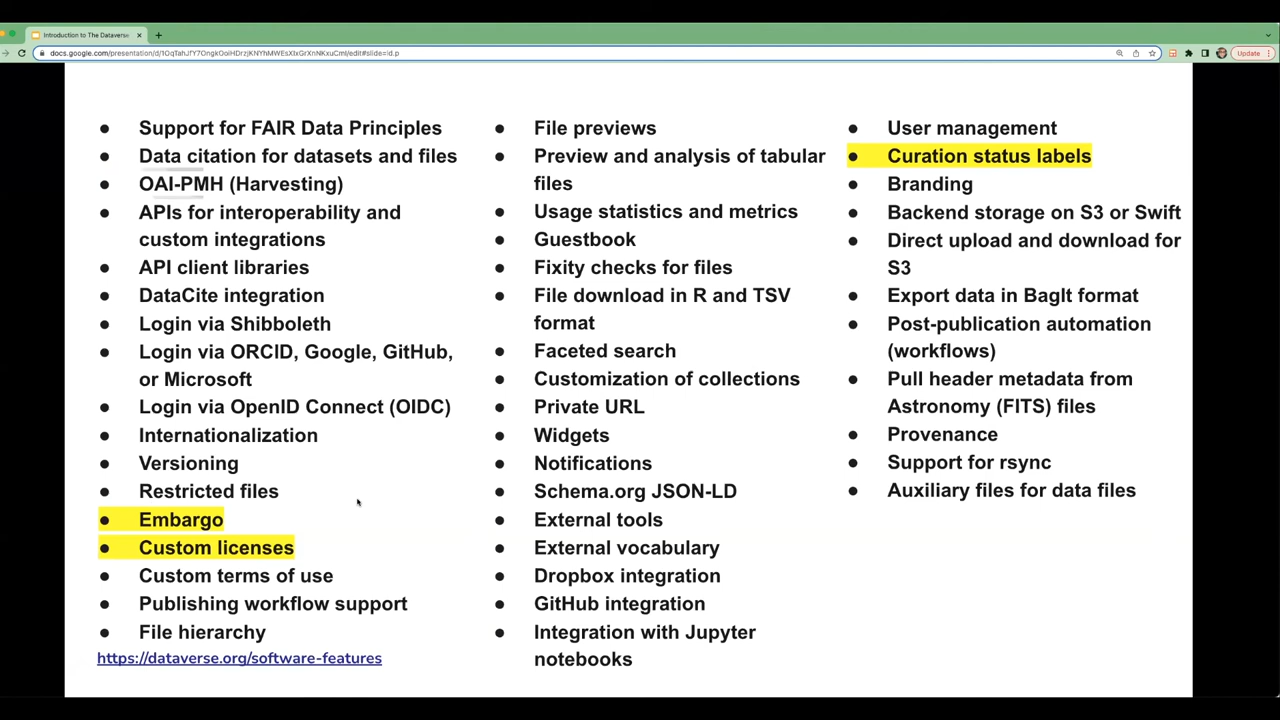 Introduction to The Dataverse
Update
● Support for FAIR Data Principles
● Data citation for datasets and files
● OAI-PMH (Harvesting)
● APIs for interoperability and
custom integrations
● API client libraries
● DataCite integration
● Login via Shibboleth
● Login via ORCID, Google, GitHub,
or Microsoft
● Login via OpenID Connect (OIDC)
● Internationalization
● Versioning
● Restricted files
● Embargo
● Custom licenses
● Custom terms of use
● Publishing workflow support
● File hierarchy
https://dataverse.org/software-features
● File previews
● Preview and analysis of tabular
files
● Usage statistics and metrics
● Guestbook
● Fixity checks for files
● File download in R and TSV
format
● Faceted search
● Customization of collections
● Private URL
● Widgets
● Notifications
● Schema.org JSON-LD
● External tools
● External vocabulary
● Dropbox integration
● GitHub integration
● Integration with Jupyter
notebooks
● User management
● Curation status labels
● Branding
● Backend storage on S3 or Swift
● Direct upload and download for
S3
● Export data in BagIt format
● Post-publication automation
(workflows)
● Pull header metadata from
Astronomy (FITS) files
● Provenance
● Support for rsync
● Auxiliary files for data files